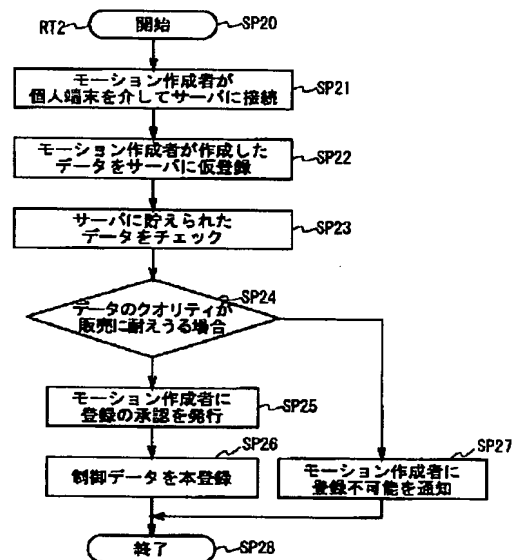 RT2
開始
SP20
モーション作成者が
個人端末を介してサーバに接続
SP21
モーション作成者が作成した
データをサーバに仮登録
SP22
サーバに貯えられた
データをチェック
SP23
SP24
データのクオリティが
販売に耐えうる場合
モーション作成者に
登録の承認を発行
SP25
SP26
制御データを本登録
SP27
モーション作成者に
登録不可能を通知
終了
SP28